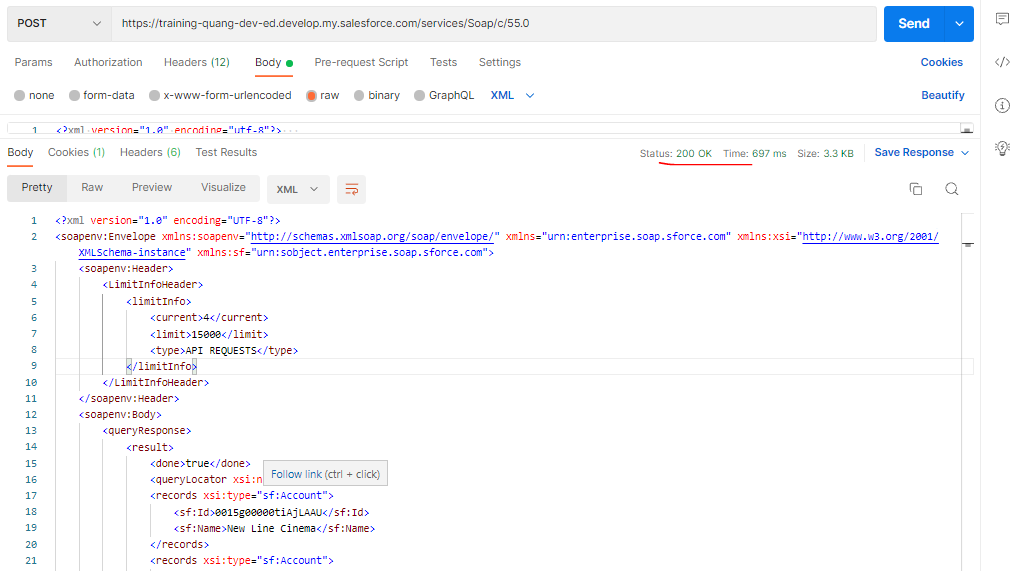 POST https://training-quang-dev-ed.develop.my.salesforce.com/services/Soap/c/55.0 Send
Params Authorization Headers (12) Body Pre-request Script Tests Settings Cookies
none form-data x-www-form-urlencoded raw binary GraphQL XML Beautify
1 <?xml version="1.0" encoding="utf-8"?>
Body Cookies (1) Headers (6) Test Results Status: 200 OK Time: 697 ms Size: 3.3 KB Save Response
Pretty Raw Preview Visualize XML
1 <?xml version="1.0" encoding="UTF-8"?>
2 <soapenv:Envelope xmlns:soapenv="http://schemas.xmlsoap.org/soap/envelope/" xmlns="urn:enterprise.soap.sforce.com" xmlns:xsi="http://www.w3.org/2001/
XMLSchema-instance" xmlns:sf="urn:sobject.enterprise.soap.sforce.com">
3 <soapenv:Header>
4 <LimitInfoHeader>
5 <limitInfo>
6 <current>4</current>
7 <limit>15000</limit>
8 <type>API REQUESTS</type>
9 </limitInfo>
10 </LimitInfoHeader>
11 </soapenv:Header>
12 <soapenv:Body>
13 <queryResponse>
14 <result>
15 <done>true</done>
Follow link (ctrl + click)
16 <queryLocator xsi:n
17 <records xsi:type="sf:Account">
18 <sf:Id>0015g00000tiAjLAAU</sf:Id>
19 <sf:Name>New Line Cinema</sf:Name>
20 </records>
21 <records xsi:type="sf:Account">